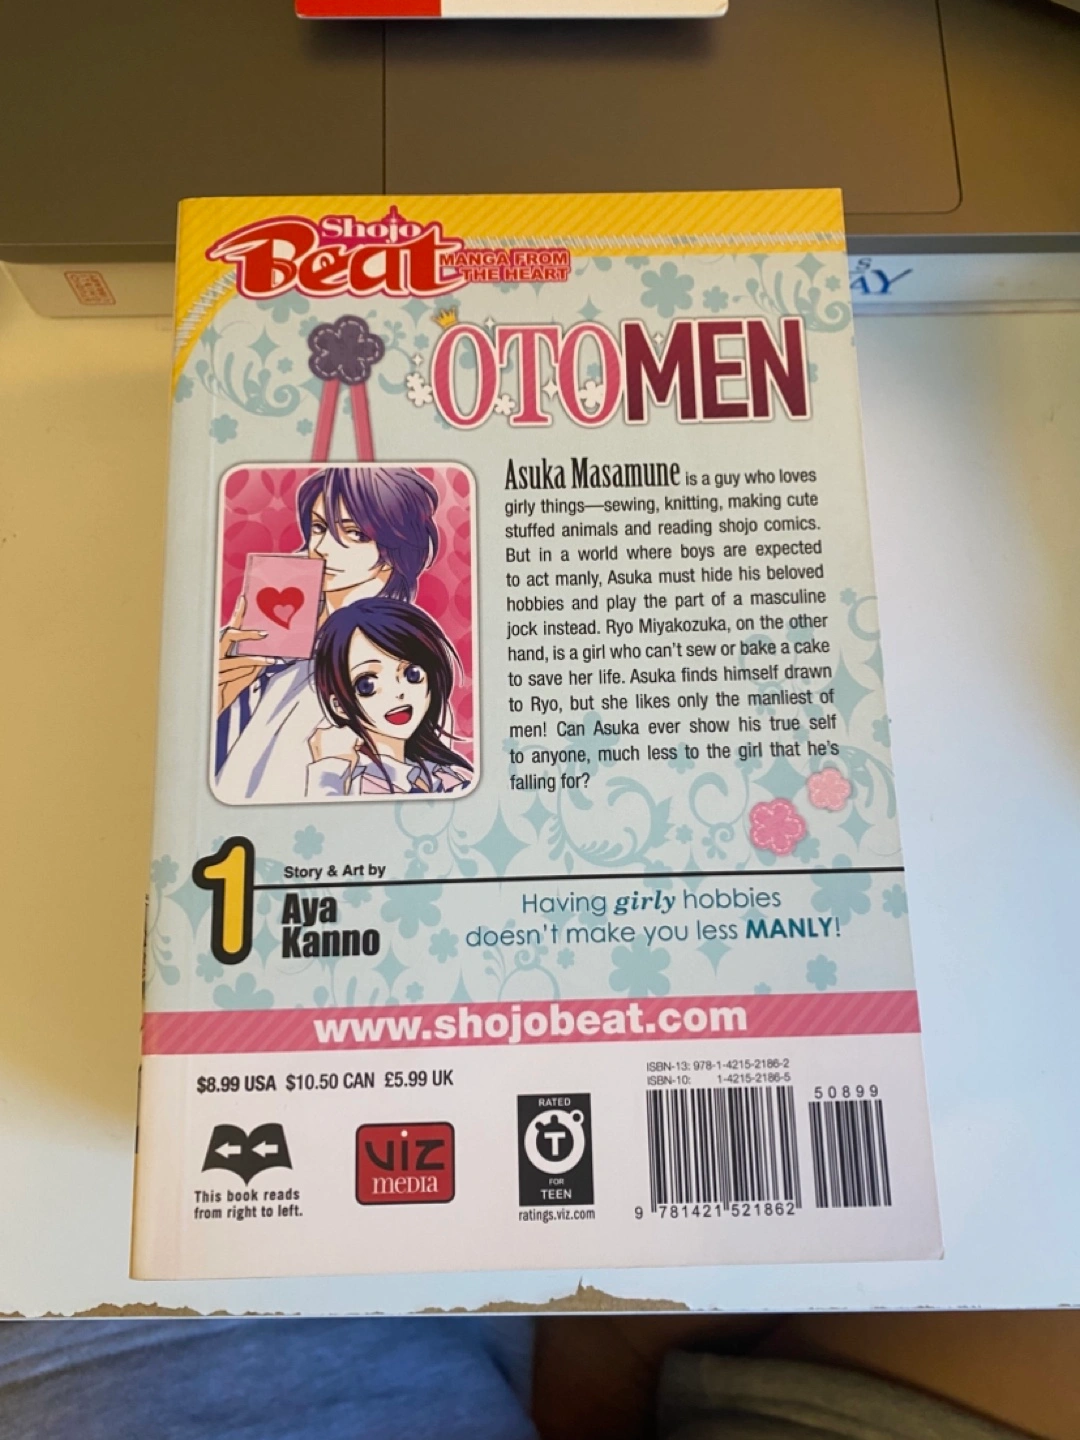 Shojo
Beat
MANGA FROM
THE HEART
OTOMEN
Asuka Masamune is a guy who loves
girly things—sewing, knitting, making cute
stuffed animals and reading shojo comics.
But in a world where boys are expected
to act manly, Asuka must hide his beloved
hobbies and play the part of a masculine
jock instead. Ryo Miyakozuka, on the other
hand, is a girl who can't sew or bake a cake
to save her life. Asuka finds himself drawn
to Ryo, but she likes only the manliest of
men! Can Asuka ever show his true self
to anyone, much less to the girl that he's
falling for?
1
Story & Art by
Aya
Kanno
Having girly hobbies
doesn't make you less MANLY!
www.shojobeat.com
$8.99 USA $10.50 CAN £5.99 UK
This book reads
from right to left.
VIZ
MEDIA
RATED
T
FOR
TEEN
ratings.viz.com
ISBN-13: 978-1-4215-2186-2
ISBN-10: 1-4215-2186-5
50899
9 781421 521862